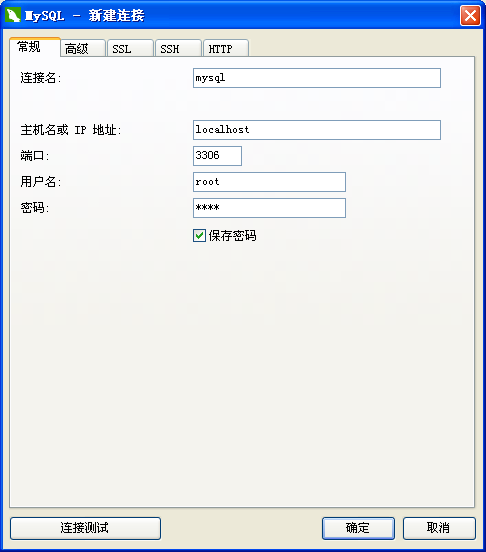 MySQL - 新建连接
常规 高级 SSL SSH HTTP
连接名: mysql
主机名或 IP 地址: localhost
端口: 3306
用户名: root
密码: ****
保存密码
连接测试 确定 取消